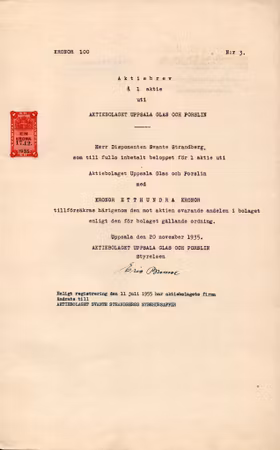 KRONOR 100 N:r 3.
Aktiebrev
å 1 aktie
uti
AKTIEBOLAGET UPPSALA GLAS OCH PORSLIN
Herr Disponenten Svante Strandberg,
som till fullo inbetalt beloppet för 1 aktie uti
Aktiebolaget Uppsala Glas och Porslin
med
KRONOR ETTHUNDRA KRONOR
tillförsäkras härigenom den mot aktien svarande andelen i bolaget
enligt den för bolaget gällande ordning.
Uppsala den 20 november 1935.
AKTIEBOLAGET UPPSALA GLAS OCH PORSLIN
Styrelsen
Enligt registrering den 11 juli 1955 har aktiebolagets firma
ändrats till
AKTIEBOLAGET SVANTE STRANDBERGS